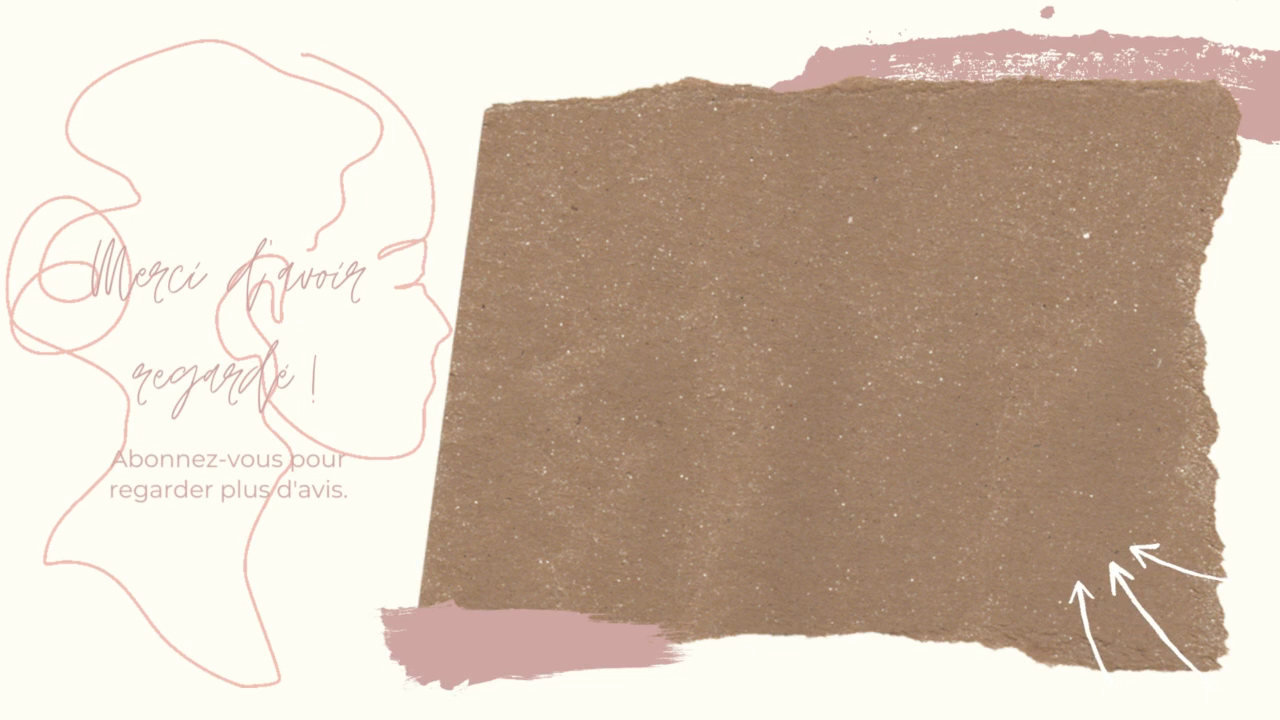 Merci d'avoir
regardé !
Abonnez-vous pour
regarder plus d'avis.